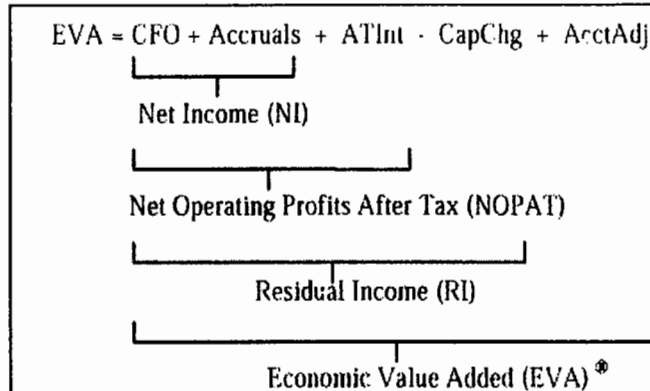 EVA = CFO + Accruals + ATInt · CapChg + AcctAdj
Net Income (NI)
Net Operating Profits After Tax (NOPAT)
Residual Income (RI)
Economic Value Added (EVA) ®